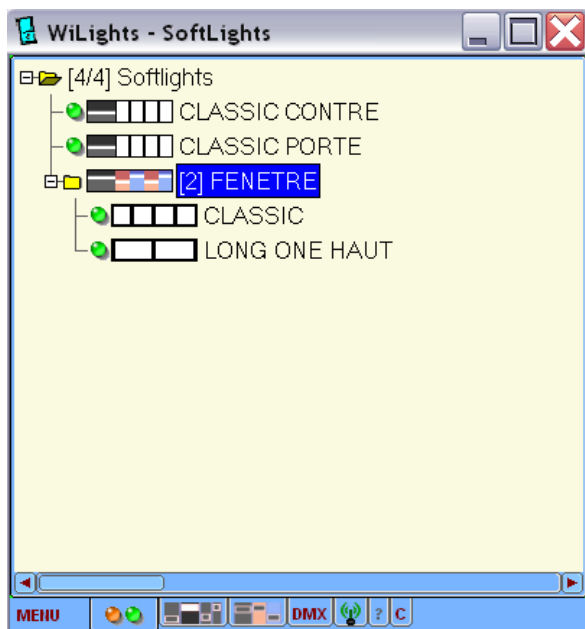 WiLights - SoftLights
[4/4] Softlights
CLASSIC CONTRE
CLASSIC PORTE
[2] FENETRE
CLASSIC
LONG ONE HAUT
MENU DMX ? C